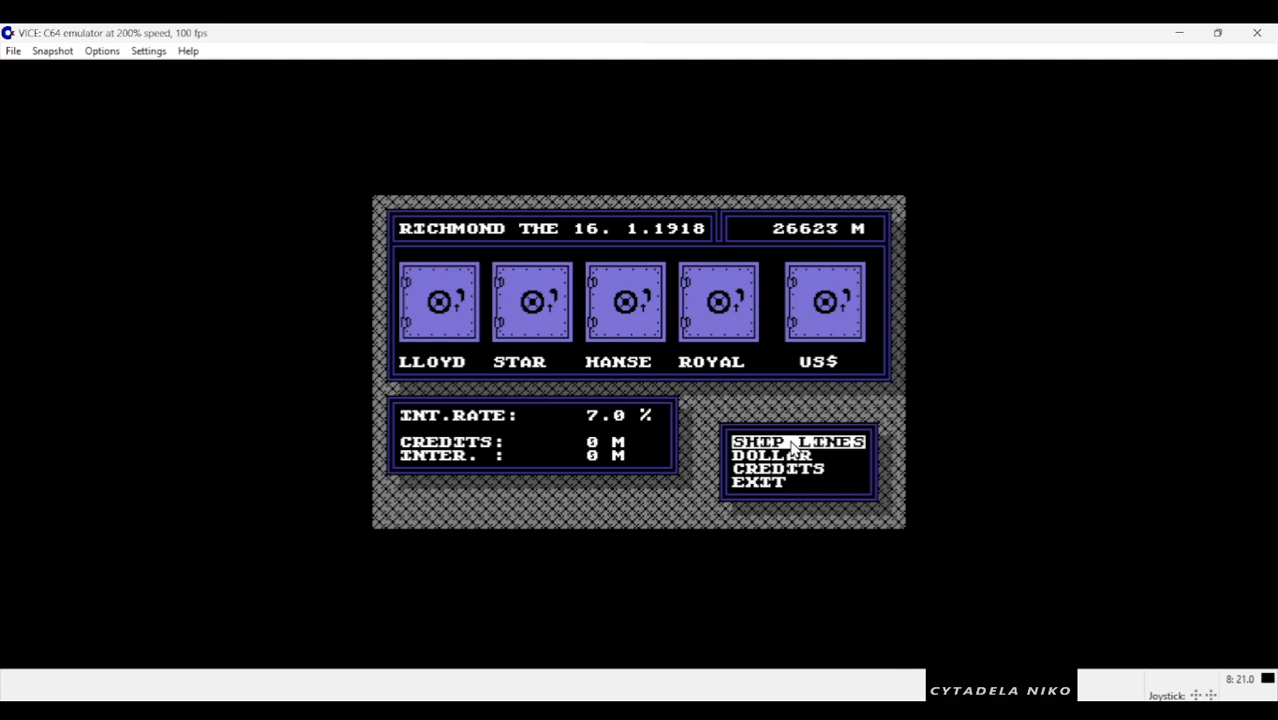 VICE: C64 emulator at 200% speed, 100 fps
File Snapshot Options Settings Help
RICHMOND THE 16. 1.1918 26623 M
LLOYD STAR HANSE ROYAL US$
INT.RATE: 7.0 %
CREDITS: 0 M
INTER. : 0 M
SHIP LINES
DOLLAR
CREDITS
EXIT
8: 21.0
CYTADELA NIKO
Joystick: